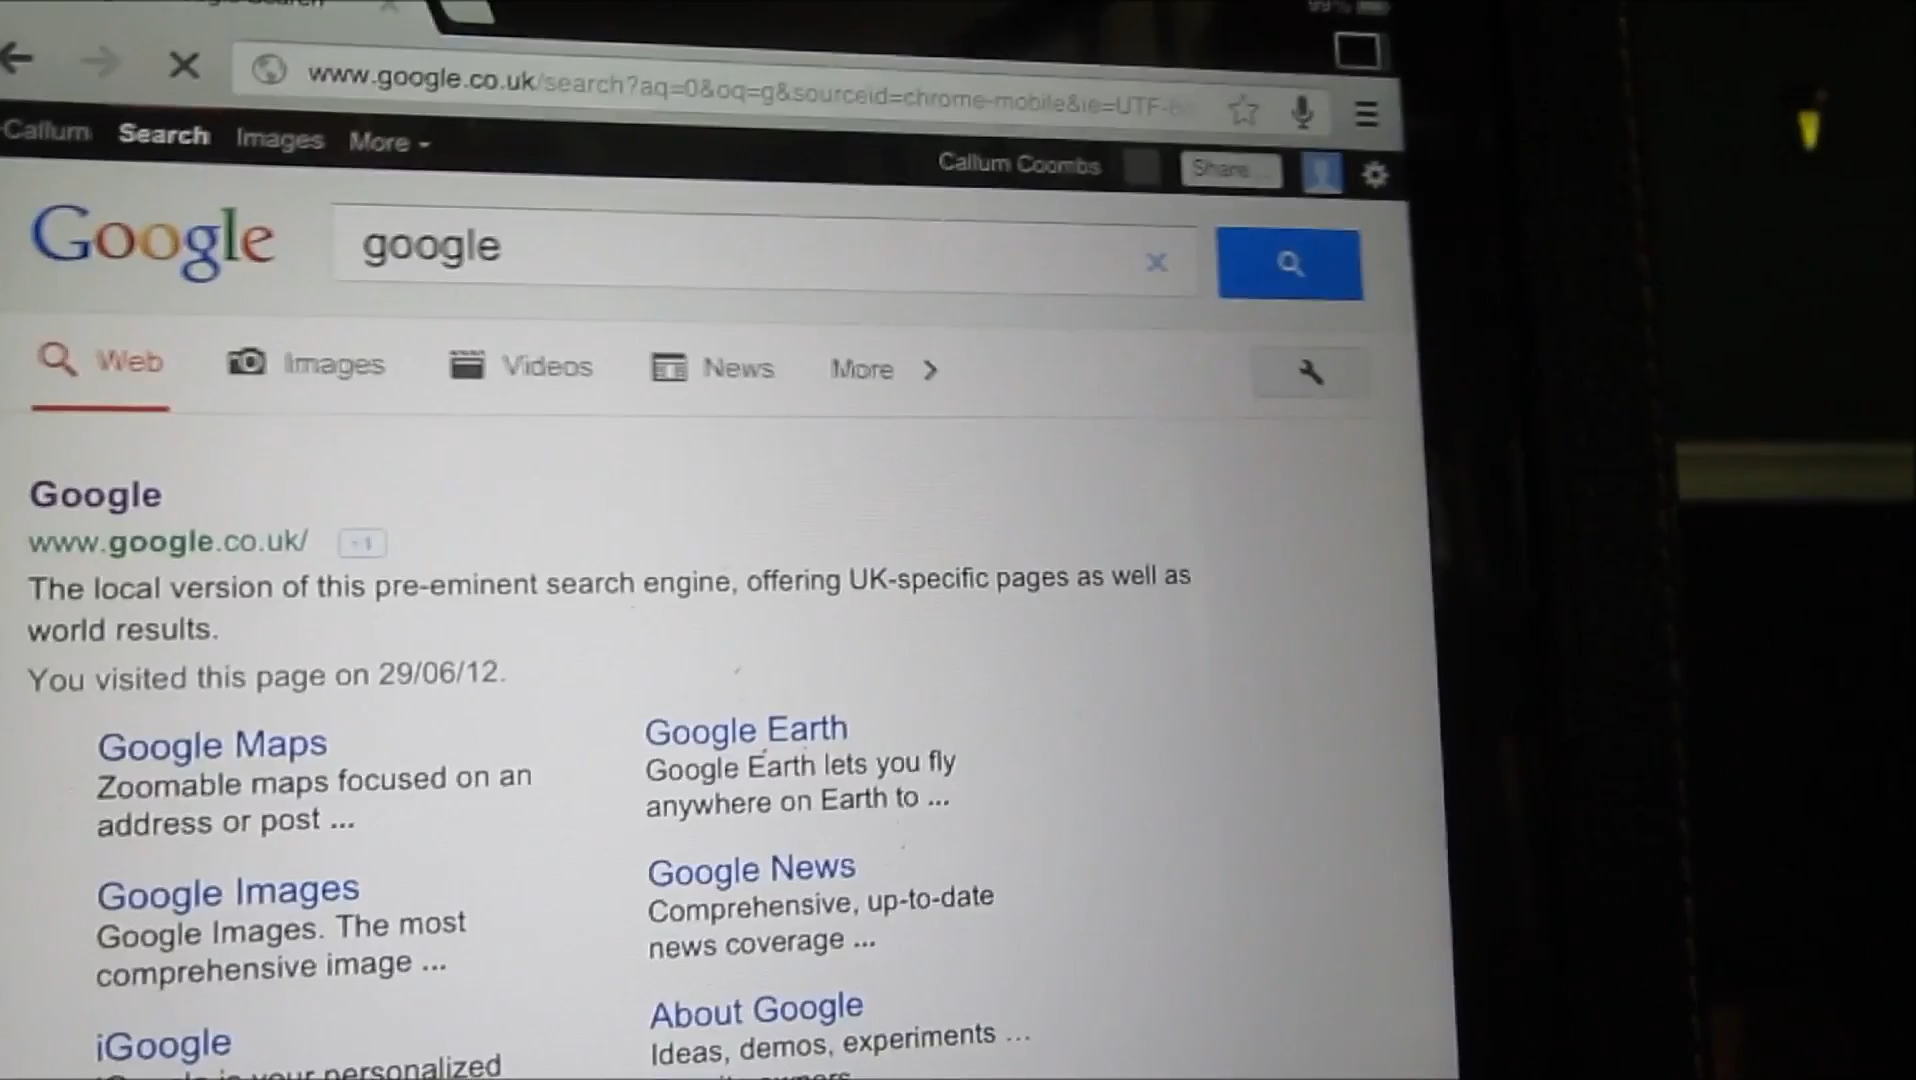 99%
www.google.co.uk/search?aq=0&oq=g&sourceid=chrome-mobile&ie=UTF-8
Callum Search Images More
Callum Coombs Share...
Google google
Web Images Videos News More
Google
www.google.co.uk/ +1
The local version of this pre-eminent search engine, offering UK-specific pages as well as
world results.
You visited this page on 29/06/12.
Google Maps
Zoomable maps focused on an
address or post ...
Google Earth
Google Earth lets you fly
anywhere on Earth to ...
Google Images
Google Images. The most
comprehensive image ...
Google News
Comprehensive, up-to-date
news coverage ...
iGoogle
your personalized
About Google
Ideas, demos, experiments ...